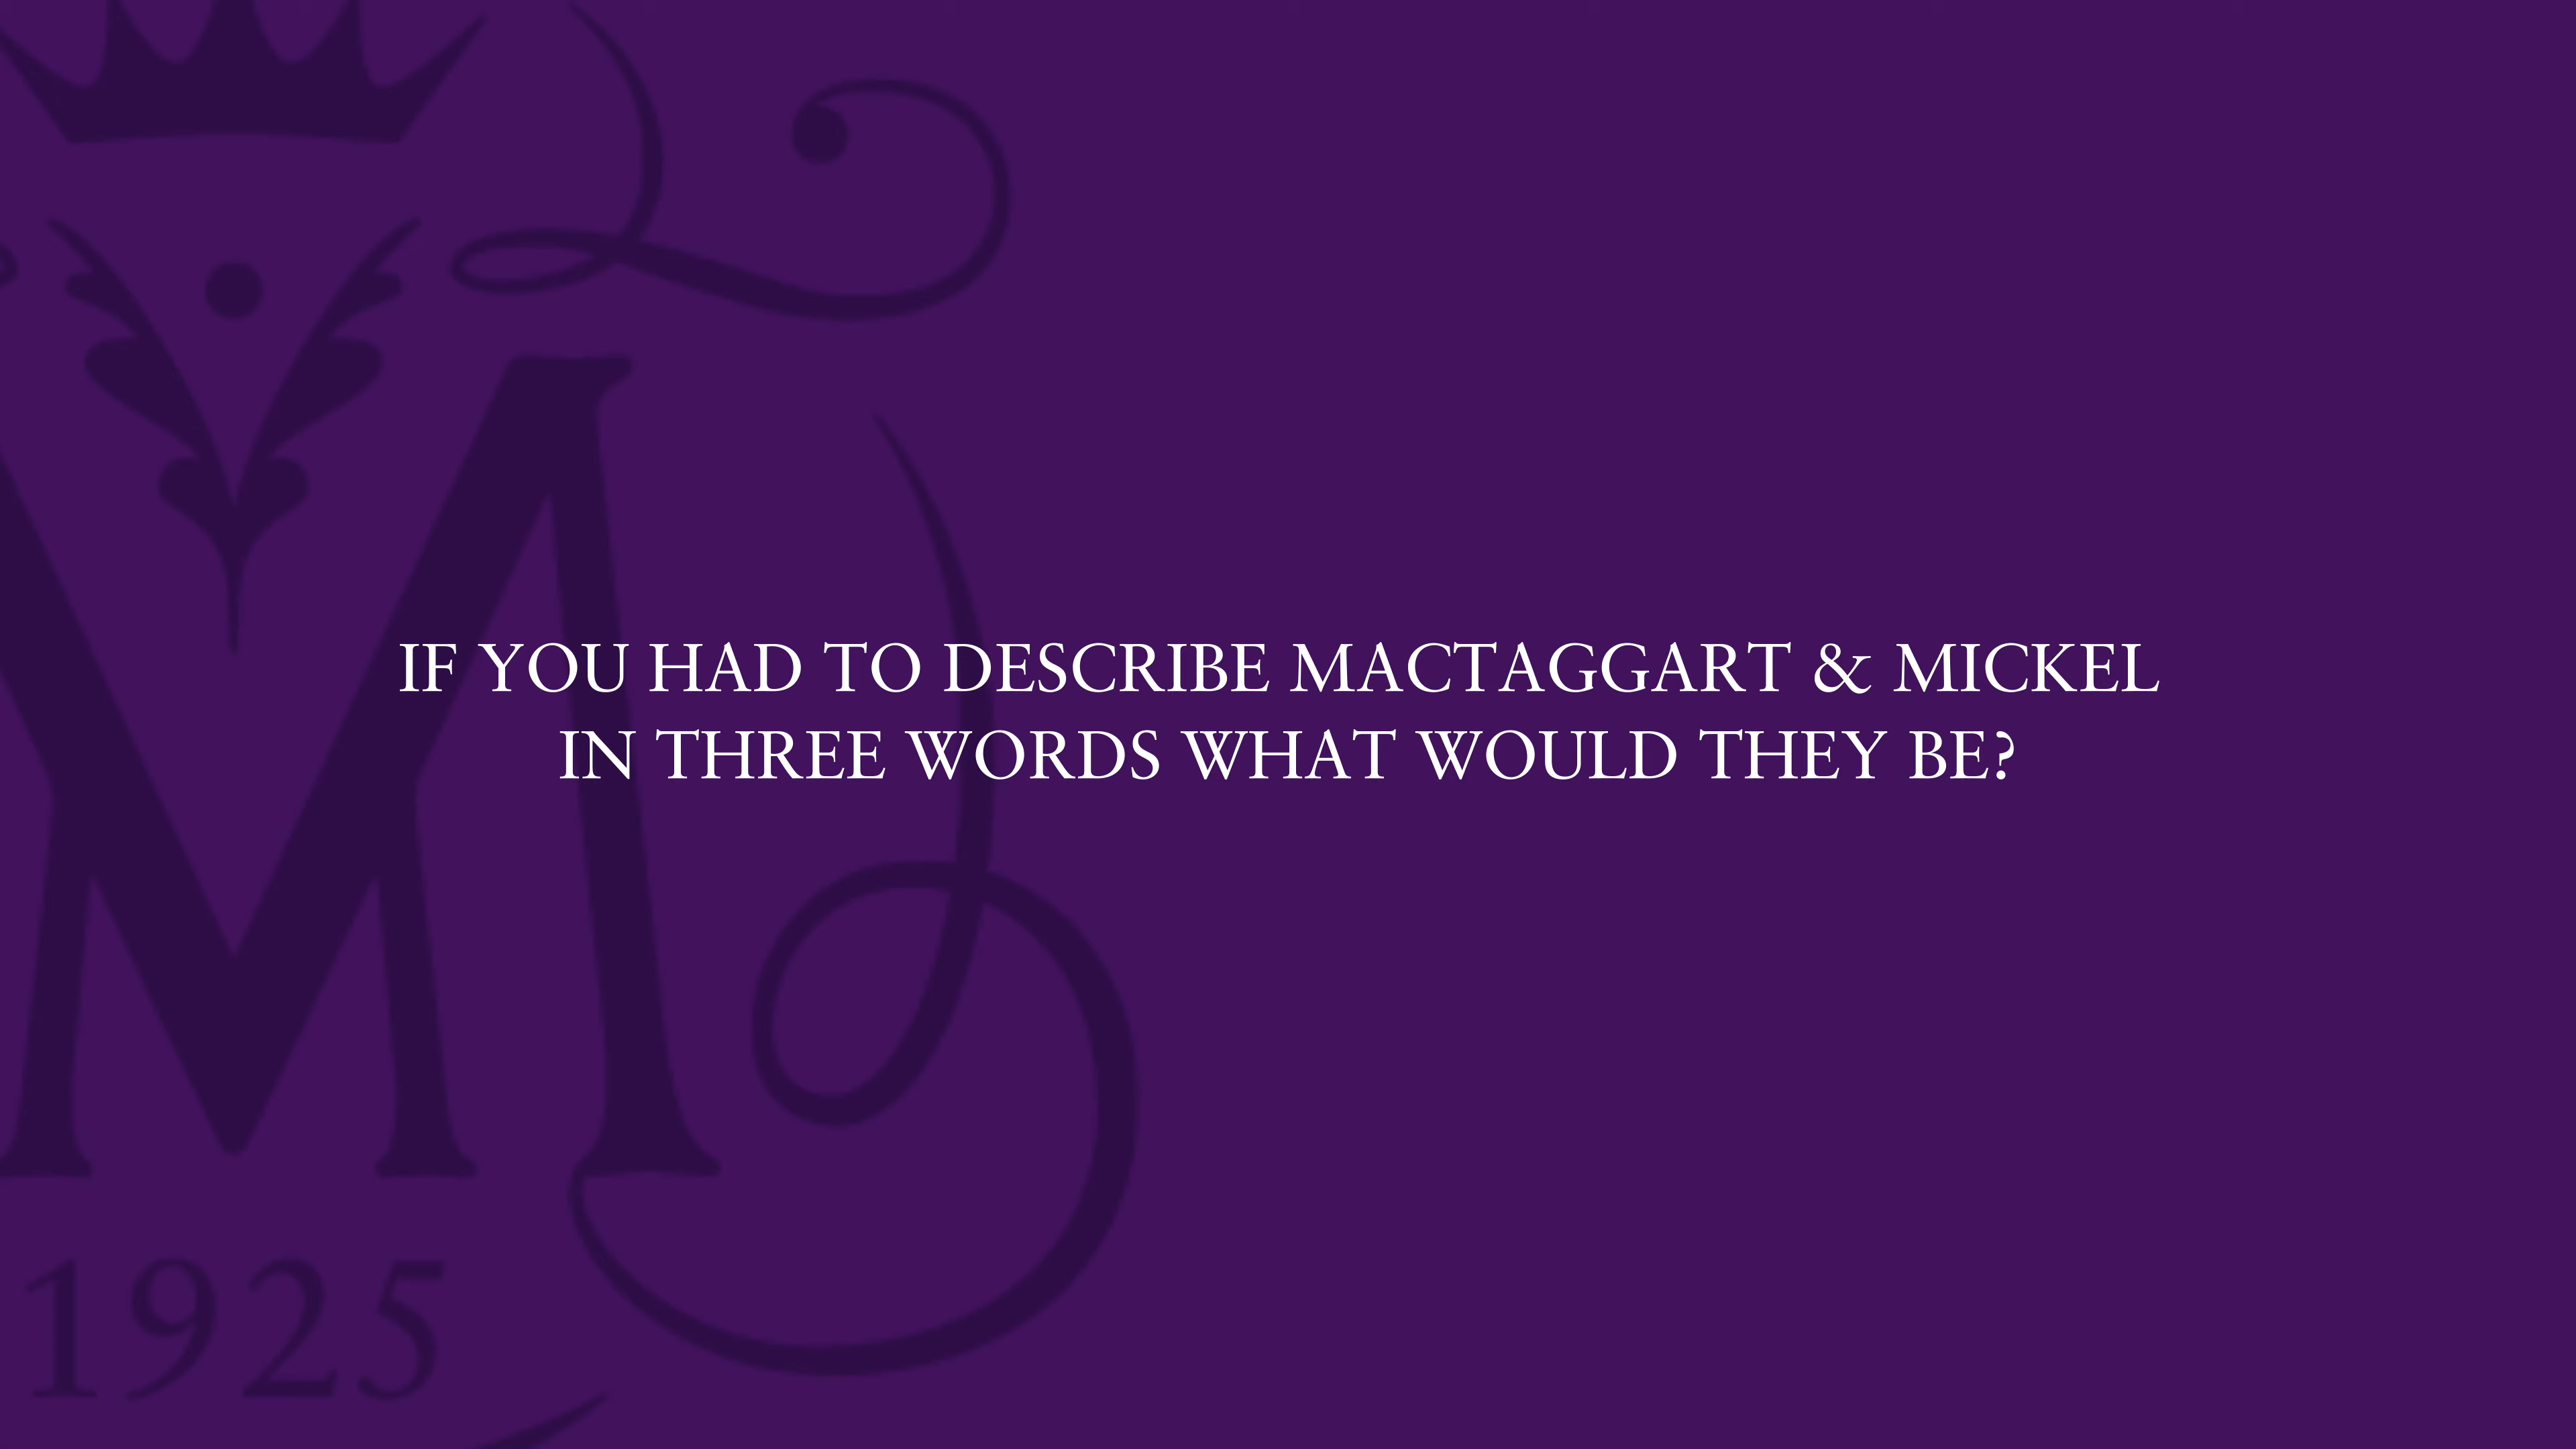 IF YOU HAD TO DESCRIBE MACTAGGART & MICKEL
IN THREE WORDS WHAT WOULD THEY BE?
M
1925